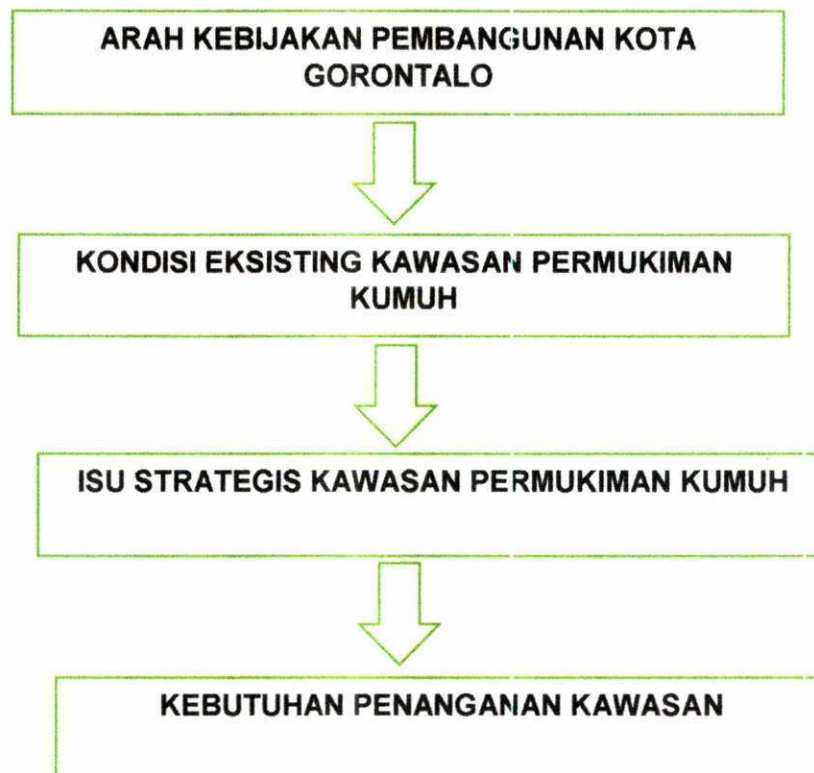 ARAH KEBIJAKAN PEMBANGUNAN KOTA
GORONTALO
KONDISI EKSISTING KAWASAN PERMUKIMAN
KUMUH
ISU STRATEGIS KAWASAN PERMUKIMAN KUMUH
KEBUTUHAN PENANGANAN KAWASAN